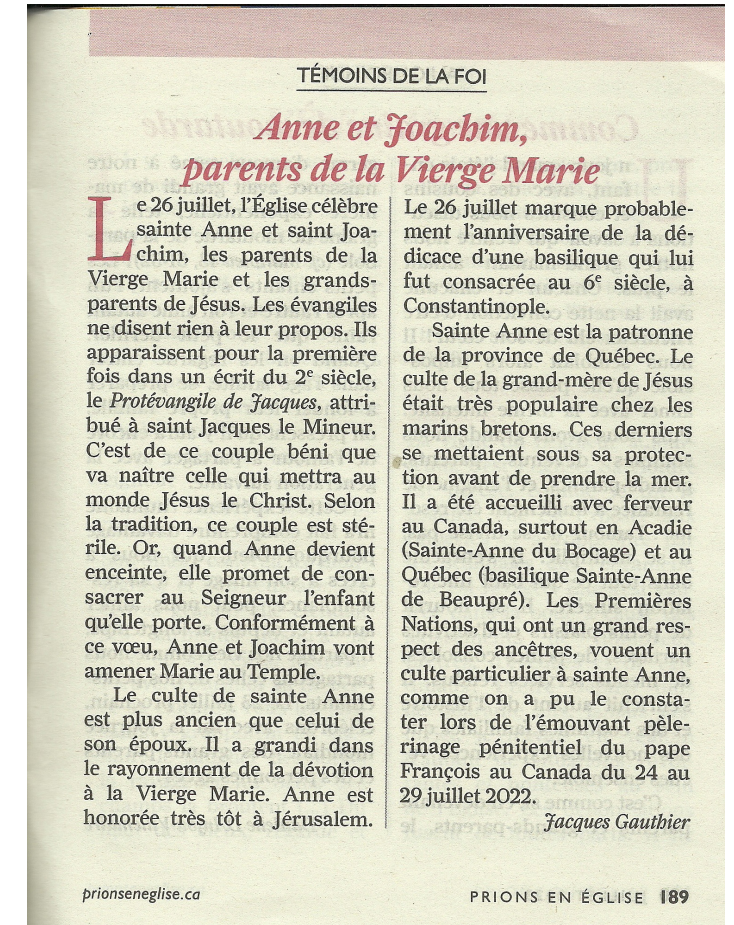 TÉMOINS DE LA FOI
Anne et Joachim,
parents de la Vierge Marie
Le 26 juillet, l'Église célèbre
sainte Anne et saint Joa-
chim, les parents de la
Vierge Marie et les grands-
parents de Jésus. Les évangiles
ne disent rien à leur propos. Ils
apparaissent pour la première
fois dans un écrit du 2e siècle,
le Protévangile de Jacques, attri-
bué à saint Jacques le Mineur.
C'est de ce couple béni que
va naître celle qui mettra au
monde Jésus le Christ. Selon
la tradition, ce couple est sté-
rile. Or, quand Anne devient
enceinte, elle promet de con-
sacrer au Seigneur l'enfant
qu'elle porte. Conformément à
ce vœu, Anne et Joachim vont
amener Marie au Temple.
Le culte de sainte Anne
est plus ancien que celui de
son époux. Il a grandi dans
le rayonnement de la dévotion
à la Vierge Marie. Anne est
honorée très tôt à Jérusalem.
Le 26 juillet marque probable-
ment l'anniversaire de la dé-
dicace d'une basilique qui lui
fut consacrée au 6e siècle, à
Constantinople.
Sainte Anne est la patronne
de la province de Québec. Le
culte de la grand-mère de Jésus
était très populaire chez les
marins bretons. Ces derniers
se mettaient sous sa protec-
tion avant de prendre la mer.
Il a été accueilli avec ferveur
au Canada, surtout en Acadie
(Sainte-Anne du Bocage) et au
Québec (basilique Sainte-Anne
de Beaupré). Les Premières
Nations, qui ont un grand res-
pect des ancêtres, vouent un
culte particulier à sainte Anne,
comme on a pu le consta-
ter lors de l'émouvant pèle-
rinage pénitentiel du pape
François au Canada du 24 au
29 juillet 2022.
Jacques Gauthier
prionseneglise.ca
PRIONS EN ÉGLISE 189